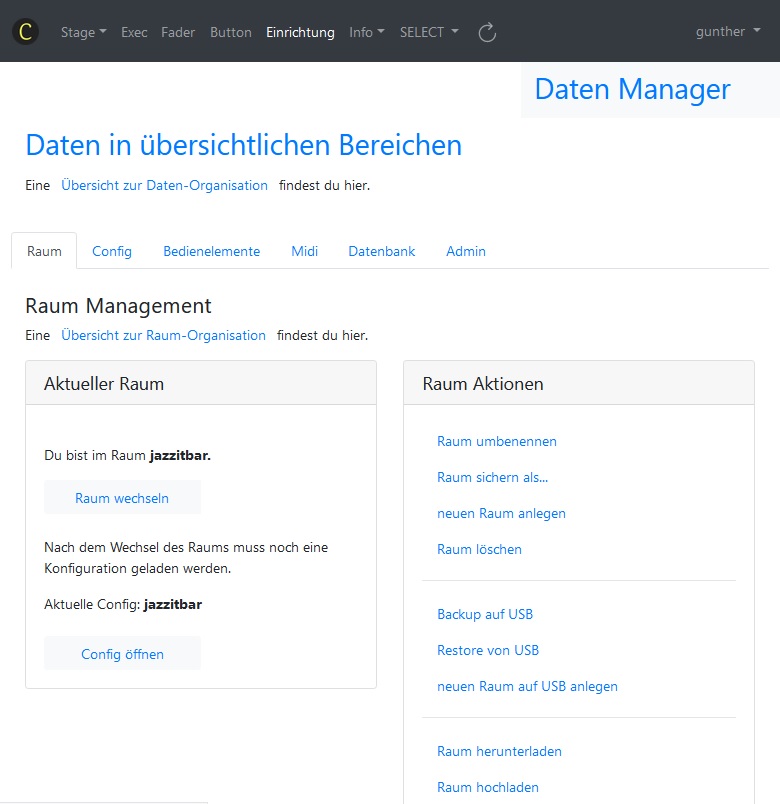 C Stage Exec Fader Button Einrichtung Info SELECT gunther
Daten Manager
Daten in übersichtlichen Bereichen
Eine Übersicht zur Daten-Organisation findest du hier.
Raum Config Bedienelemente Midi Datenbank Admin
Raum Management
Eine Übersicht zur Raum-Organisation findest du hier.
Aktueller Raum
Du bist im Raum jazzitbar.
Raum wechseln
Nach dem Wechsel des Raums muss noch eine
Konfiguration geladen werden.
Aktuelle Config: jazzitbar
Config öffnen
Raum Aktionen
Raum umbenennen
Raum sichern als...
neuen Raum anlegen
Raum löschen
Backup auf USB
Restore von USB
neuen Raum auf USB anlegen
Raum herunterladen
Raum hochladen